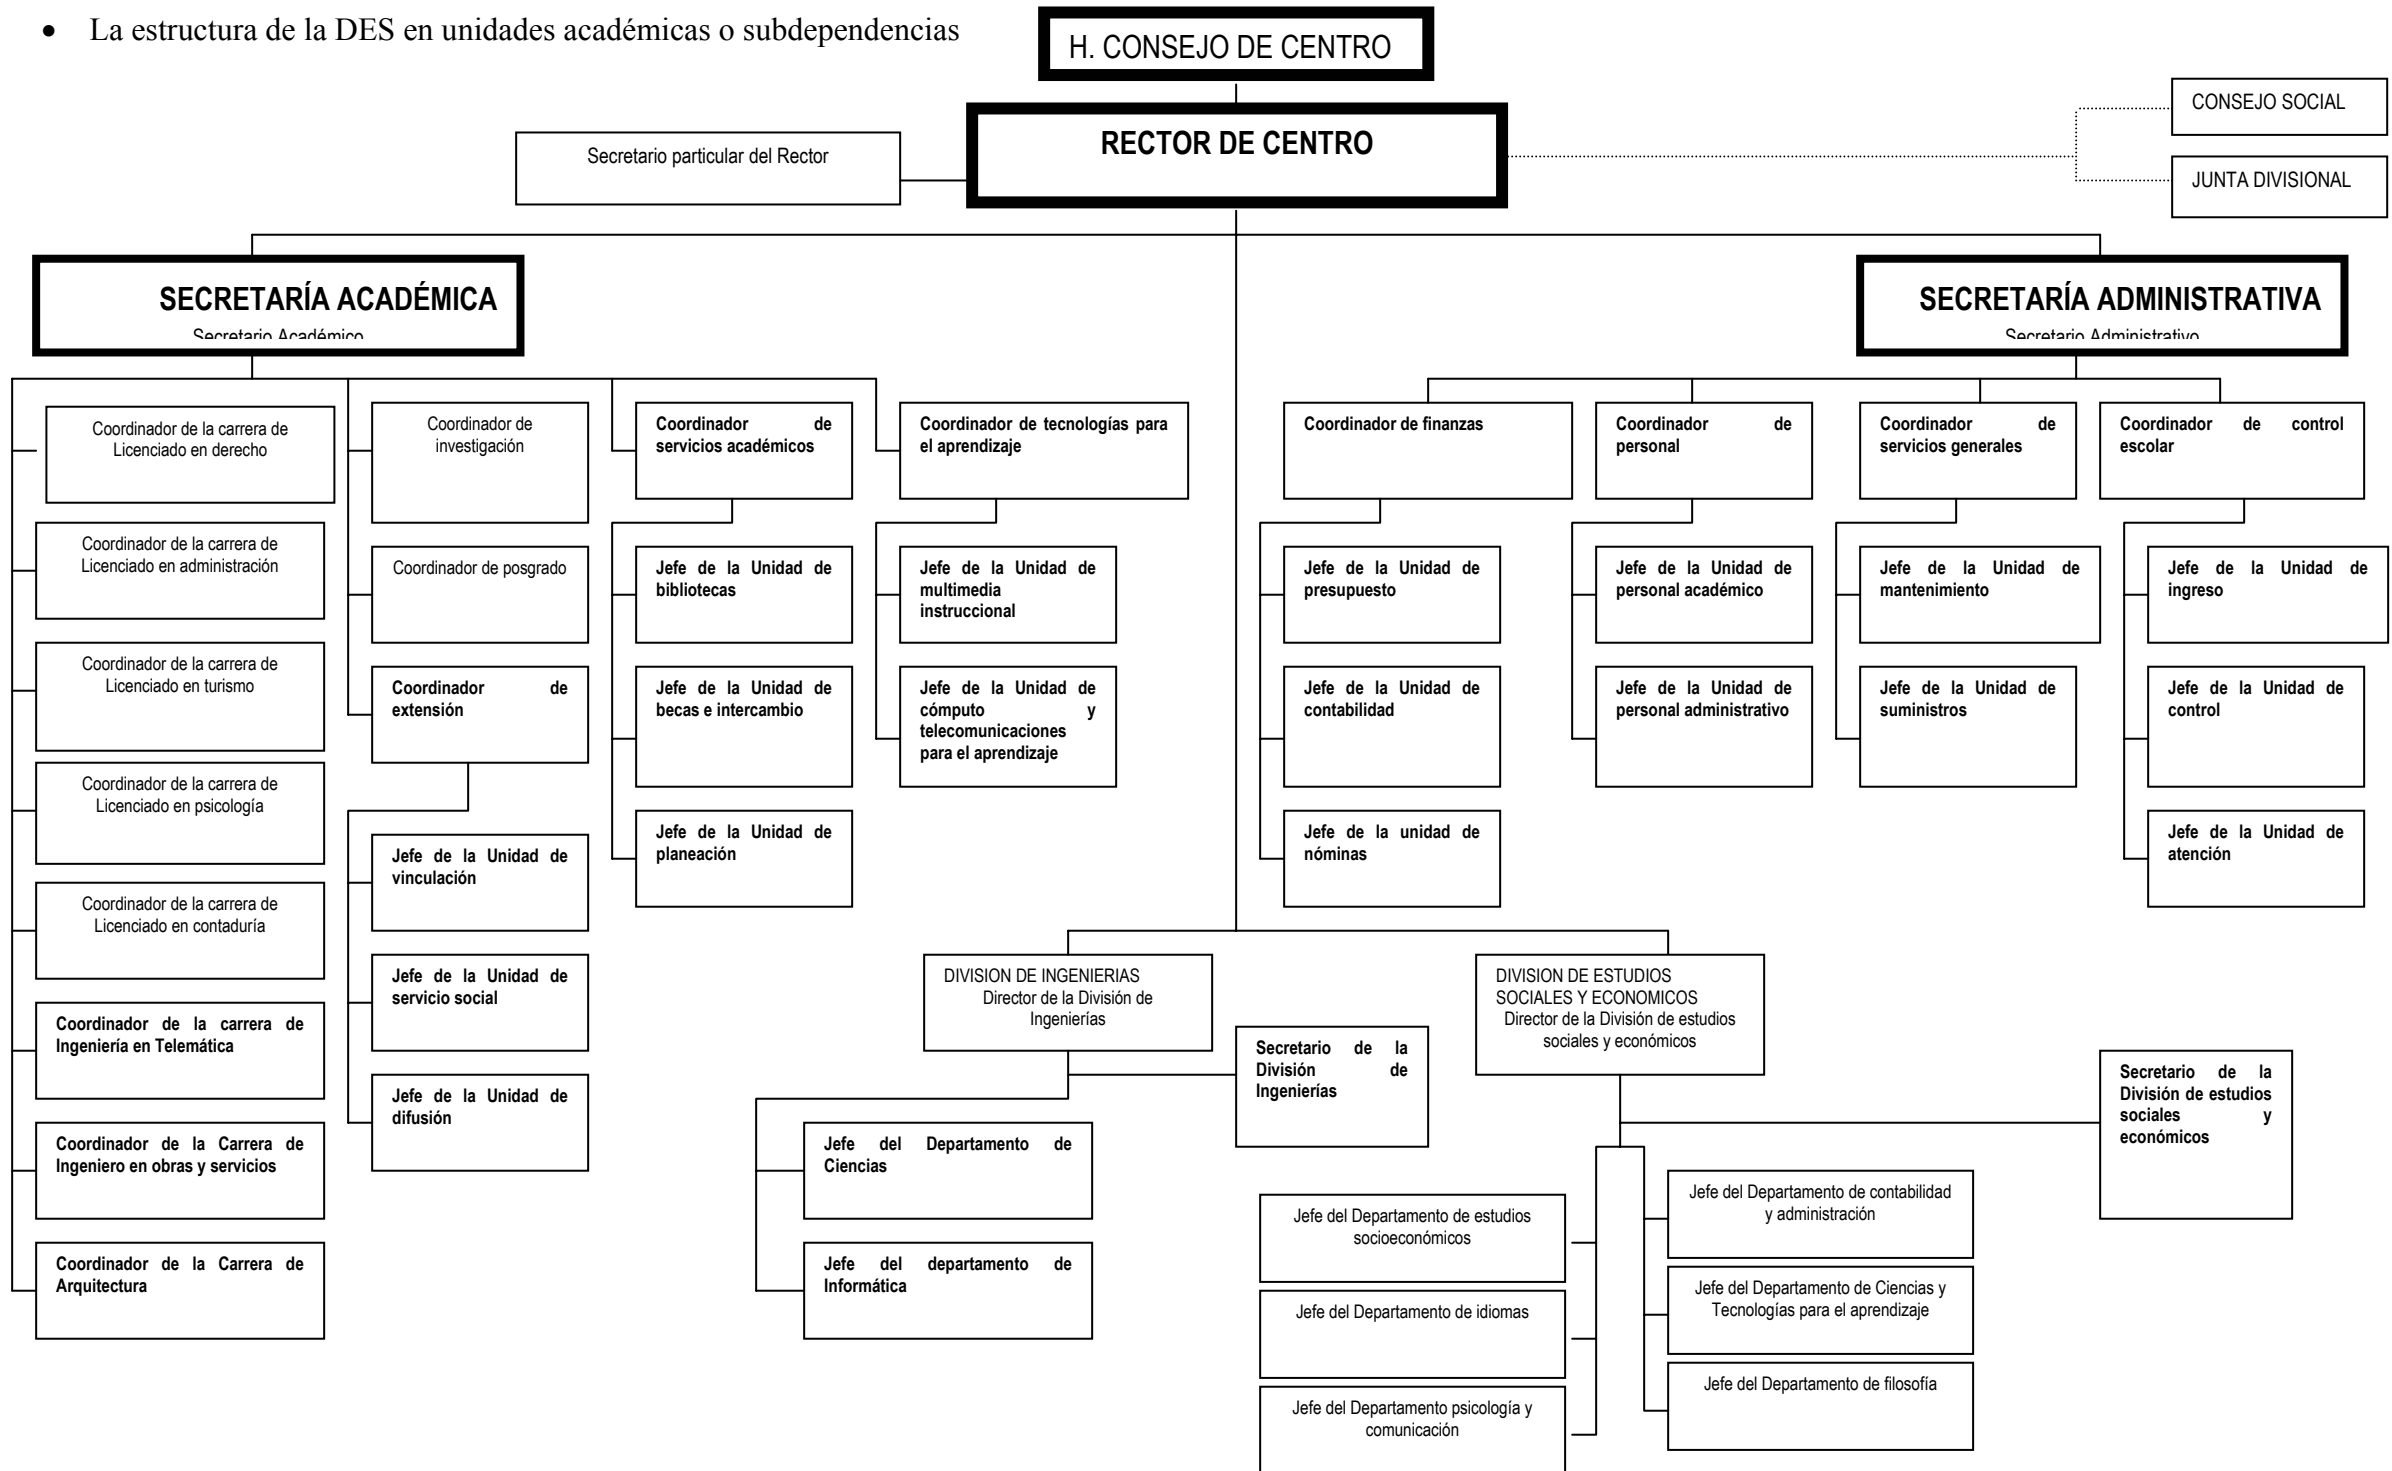 • La estructura de la DES en unidades académicas o subdependencias
H. CONSEJO DE CENTRO
RECTOR DE CENTRO
Secretario particular del Rector
CONSEJO SOCIAL
JUNTA DIVISIONAL
SECRETARÍA ACADÉMICA
Secretario Académico
SECRETARÍA ADMINISTRATIVA
Secretario Administrativo
Coordinador de la carrera de
Licenciado en derecho
Coordinador de la carrera de
Licenciado en administración
Coordinador de la carrera de
Licenciado en turismo
Coordinador de la carrera de
Licenciado en psicología
Coordinador de la carrera de
Licenciado en contaduría
Coordinador de la carrera de
Ingeniería en Telemática
Coordinador de la Carrera de
Ingeniero en obras y servicios
Coordinador de la Carrera de
Arquitectura
Coordinador de
investigación
Coordinador de posgrado
Coordinador de
extensión
Jefe de la Unidad de
vinculación
Jefe de la Unidad de
servicio social
Jefe de la Unidad de
difusión
Coordinador de
servicios académicos
Jefe de la Unidad de
bibliotecas
Jefe de la Unidad de
becas e intercambio
Jefe de la Unidad de
planeación
Coordinador de tecnologías para
el aprendizaje
Jefe de la Unidad de
multimedia
instruccional
Jefe de la Unidad de
cómputo y
telecomunicaciones
para el aprendizaje
Coordinador de finanzas
Jefe de la Unidad de
presupuesto
Jefe de la Unidad de
contabilidad
Jefe de la unidad de
nóminas
Coordinador de
personal
Jefe de la Unidad de
personal académico
Jefe de la Unidad de
personal administrativo
Coordinador de
servicios generales
Jefe de la Unidad de
mantenimiento
Jefe de la Unidad de
suministros
Coordinador de control
escolar
Jefe de la Unidad de
ingreso
Jefe de la Unidad de
control
Jefe de la Unidad de
atención
DIVISION DE INGENIERIAS
Director de la División de
Ingenierías
Secretario de la
División de
Ingenierías
Jefe del Departamento de
Ciencias
Jefe del departamento de
Informática
DIVISION DE ESTUDIOS
SOCIALES Y ECONOMICOS
Director de la División de estudios
sociales y económicos
Secretario de la
División de estudios
sociales y
económicos
Jefe del Departamento de estudios
socioeconómicos
Jefe del Departamento de idiomas
Jefe del Departamento psicología y
comunicación
Jefe del Departamento de contabilidad
y administración
Jefe del Departamento de Ciencias y
Tecnologías para el aprendizaje
Jefe del Departamento de filosofía